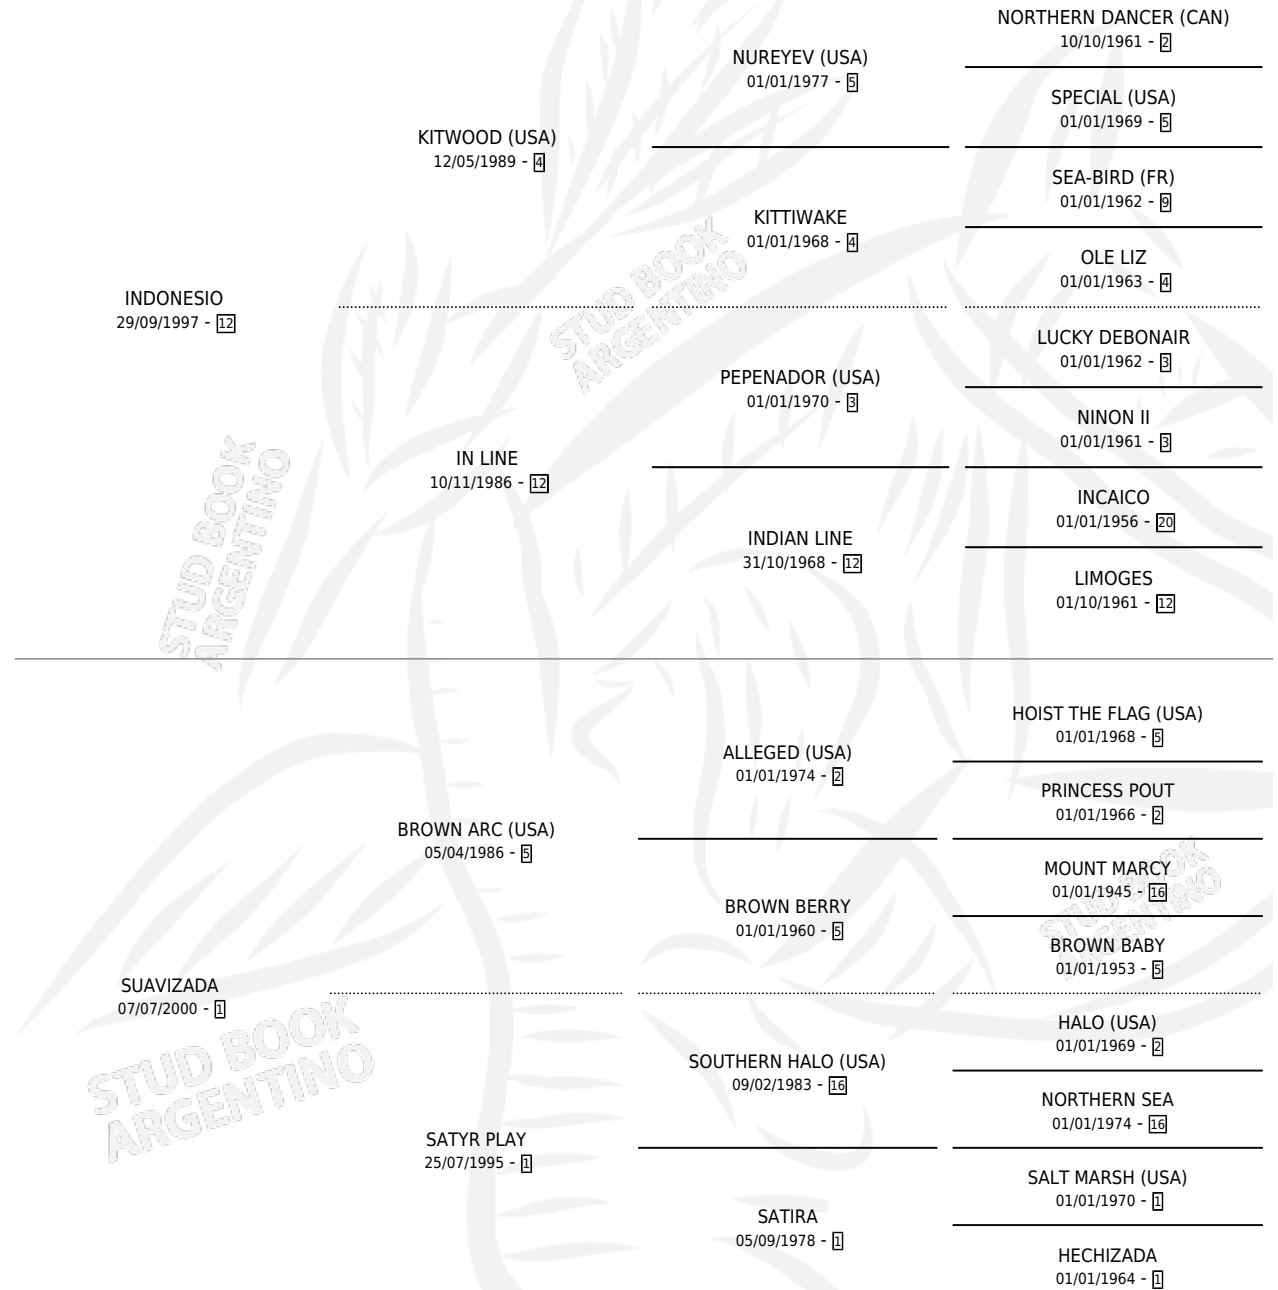 NORTHERN DANCER (CAN)
10/10/1961 - 2
NUREYEV (USA)
01/01/1977 - 5
SPECIAL (USA)
01/01/1969 - 5
KITWOOD (USA)
12/05/1989 - 4
SEA-BIRD (FR)
01/01/1962 - 9
KITTIWAKE
01/01/1968 - 4
OLE LIZ
01/01/1963 - 4
STUD BOOK
ARGENTINO
INDONESIO
29/09/1997 - 12
LUCKY DEBONAIR
01/01/1962 - 3
PEPENADOR (USA)
01/01/1970 - 3
NINON II
01/01/1961 - 3
IN LINE
10/11/1986 - 12
INCAICO
01/01/1956 - 20
INDIAN LINE
31/10/1968 - 12
LIMOGES
01/10/1961 - 12
STUD BOOK
ARGENTINO
HOIST THE FLAG (USA)
01/01/1968 - 5
ALLEGED (USA)
01/01/1974 - 2
PRINCESS POUT
01/01/1966 - 2
BROWN ARC (USA)
05/04/1986 - 5
MOUNT MARCY
01/01/1945 - 16
BROWN BERRY
01/01/1960 - 5
BROWN BABY
01/01/1953 - 5
STUD BOOK
ARGENTINO
SUAVIZADA
07/07/2000 - 1
HALO (USA)
01/01/1969 - 2
SOUTHERN HALO (USA)
09/02/1983 - 16
NORTHERN SEA
01/01/1974 - 16
STUD BOOK
ARGENTINO
SATYR PLAY
25/07/1995 - 1
SALT MARSH (USA)
01/01/1970 - 1
SATIRA
05/09/1978 - 1
HECHIZADA
01/01/1964 - 1